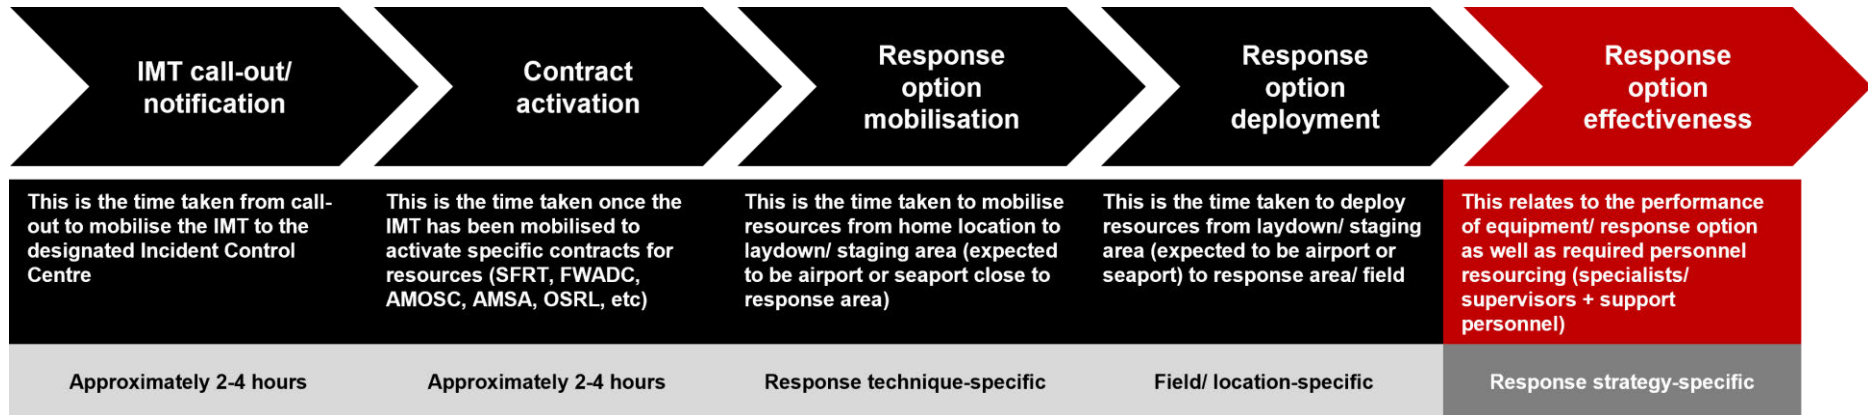 IMT call-out/
notification
Contract
activation
Response
option
mobilisation
Response
option
deployment
Response
option
effectiveness
This is the time taken from call-
out to mobilise the IMT to the
designated Incident Control
Centre
This is the time taken once the
IMT has been mobilised to
activate specific contracts for
resources (SFRT, FWADC,
AMOSC, AMSA, OSRL, etc)
This is the time taken to mobilise
resources from home location to
laydown/ staging area (expected
to be airport or seaport close to
response area)
This is the time taken to deploy
resources from laydown/ staging
area (expected to be airport or
seaport) to response area/ field
This relates to the performance
of equipment/ response option
as well as required personnel
resourcing (specialists/
supervisors + support
personnel)
Approximately 2-4 hours
Approximately 2-4 hours
Response technique-specific
Field/ location-specific
Response strategy-specific